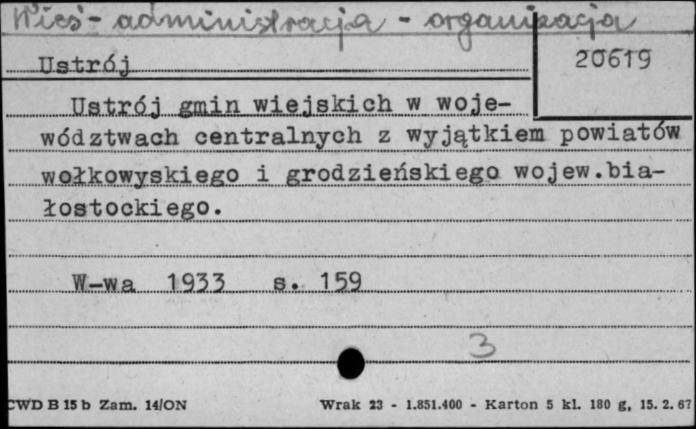 Wieś - administracja - organizacja
Ustrój
20619
Ustrój gmin wiejskich w woje-
wództwach centralnych z wyjątkiem powiatów
wołkowyskiego i grodzieńskiego wojew.bia-
łostockiego.
W-wa 1933 s. 159
3
CWD B 15 b Zam. 14/ON
Wrak 23 - 1.851.400 - Karton 5 kl. 180 g, 15. 2. 67